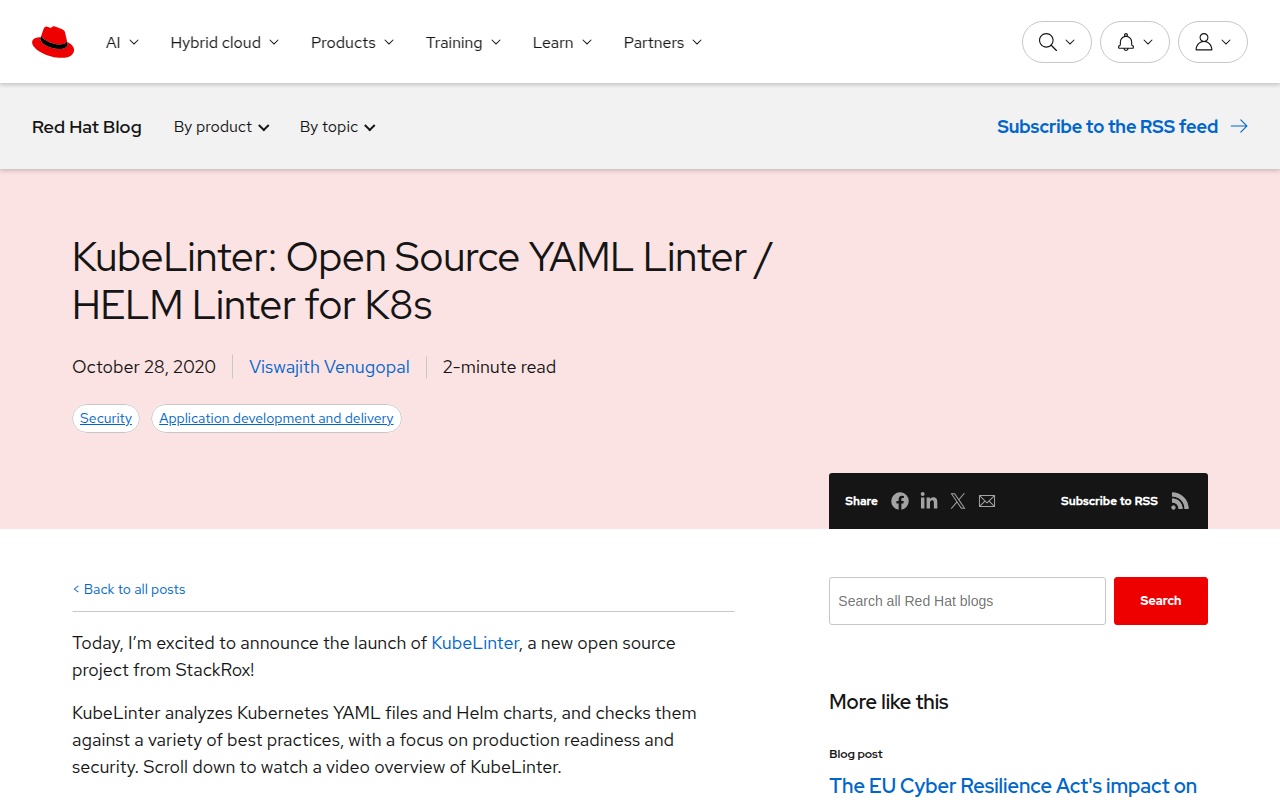 AI
Hybrid cloud
Products
Training
Learn
Partners
Red Hat Blog
By product
By topic
Subscribe to the RSS feed
KubeLinter: Open Source YAML Linter /
HELM Linter for K8s
October 28, 2020
Viswajith Venugopal
2-minute read
Security
Application development and delivery
Share
Subscribe to RSS
< Back to all posts
Search all Red Hat blogs
Search
Today, I’m excited to announce the launch of KubeLinter, a new open source
project from StackRox!
KubeLinter analyzes Kubernetes YAML files and Helm charts, and checks them
against a variety of best practices, with a focus on production readiness and
security. Scroll down to watch a video overview of KubeLinter.
More like this
Blog post
The EU Cyber Resilience Act's impact on